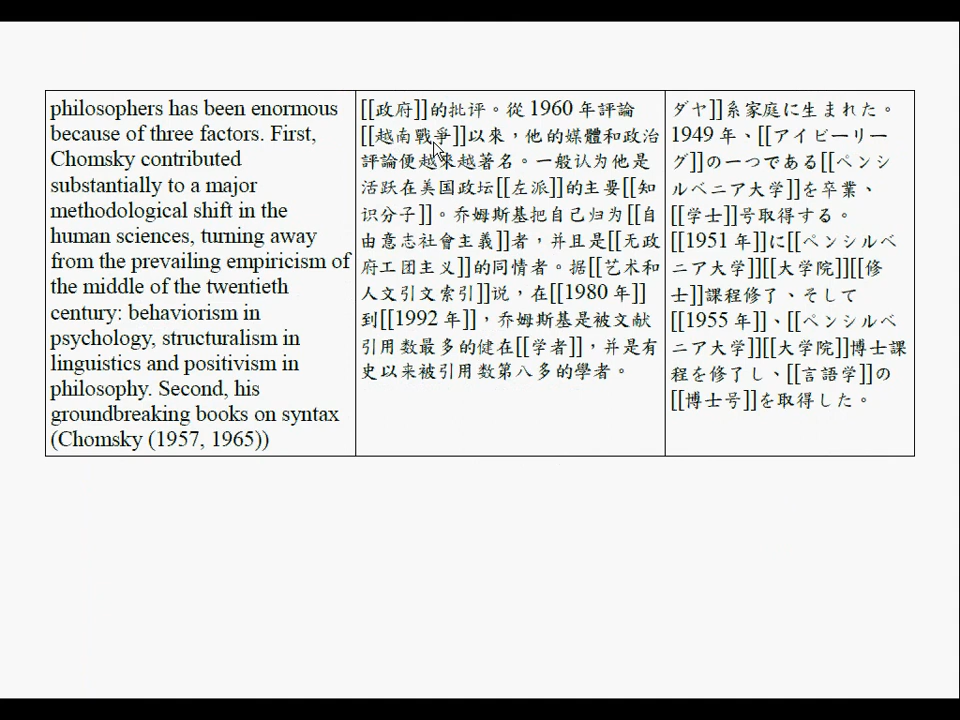 philosophers has been enormous
because of three factors. First,
Chomsky contributed
substantially to a major
methodological shift in the
human sciences, turning away
from the prevailing empiricism of
the middle of the twentieth
century: behaviorism in
psychology, structuralism in
linguistics and positivism in
philosophy. Second, his
groundbreaking books on syntax
(Chomsky (1957, 1965))
[[政府]]的批评。從 1960 年評論
[[越南戰爭]]以來，他的媒體和政治
評論便越來越著名。一般认为他是
活跃在美国政坛[[左派]]的主要[[知
识分子]]。乔姆斯基把自己归为[[自
由意志社會主義]]者，并且是[[无政
府工团主义]]的同情者。据[[艺术和
人文引文索引]]说，在[[1980 年]]
到[[1992 年]]，乔姆斯基是被文献
引用数最多的健在[[学者]]，并是有
史以来被引用数第八多的學者。
ダヤ]]系家庭に生まれた。
1949 年、[[アイビーリー
グ]]の一つである[[ペンシ
ルベニア大学]]を卒業、
[[学士]]号取得する。
[[1951 年]]に[[ペンシルベ
ニア大学]][[大学院]][[修
士]]課程修了、そして
[[1955 年]]、[[ペンシルベ
ニア大学]][[大学院]]博士課
程を修了し、[[言語学]]の
[[博士号]]を取得した。